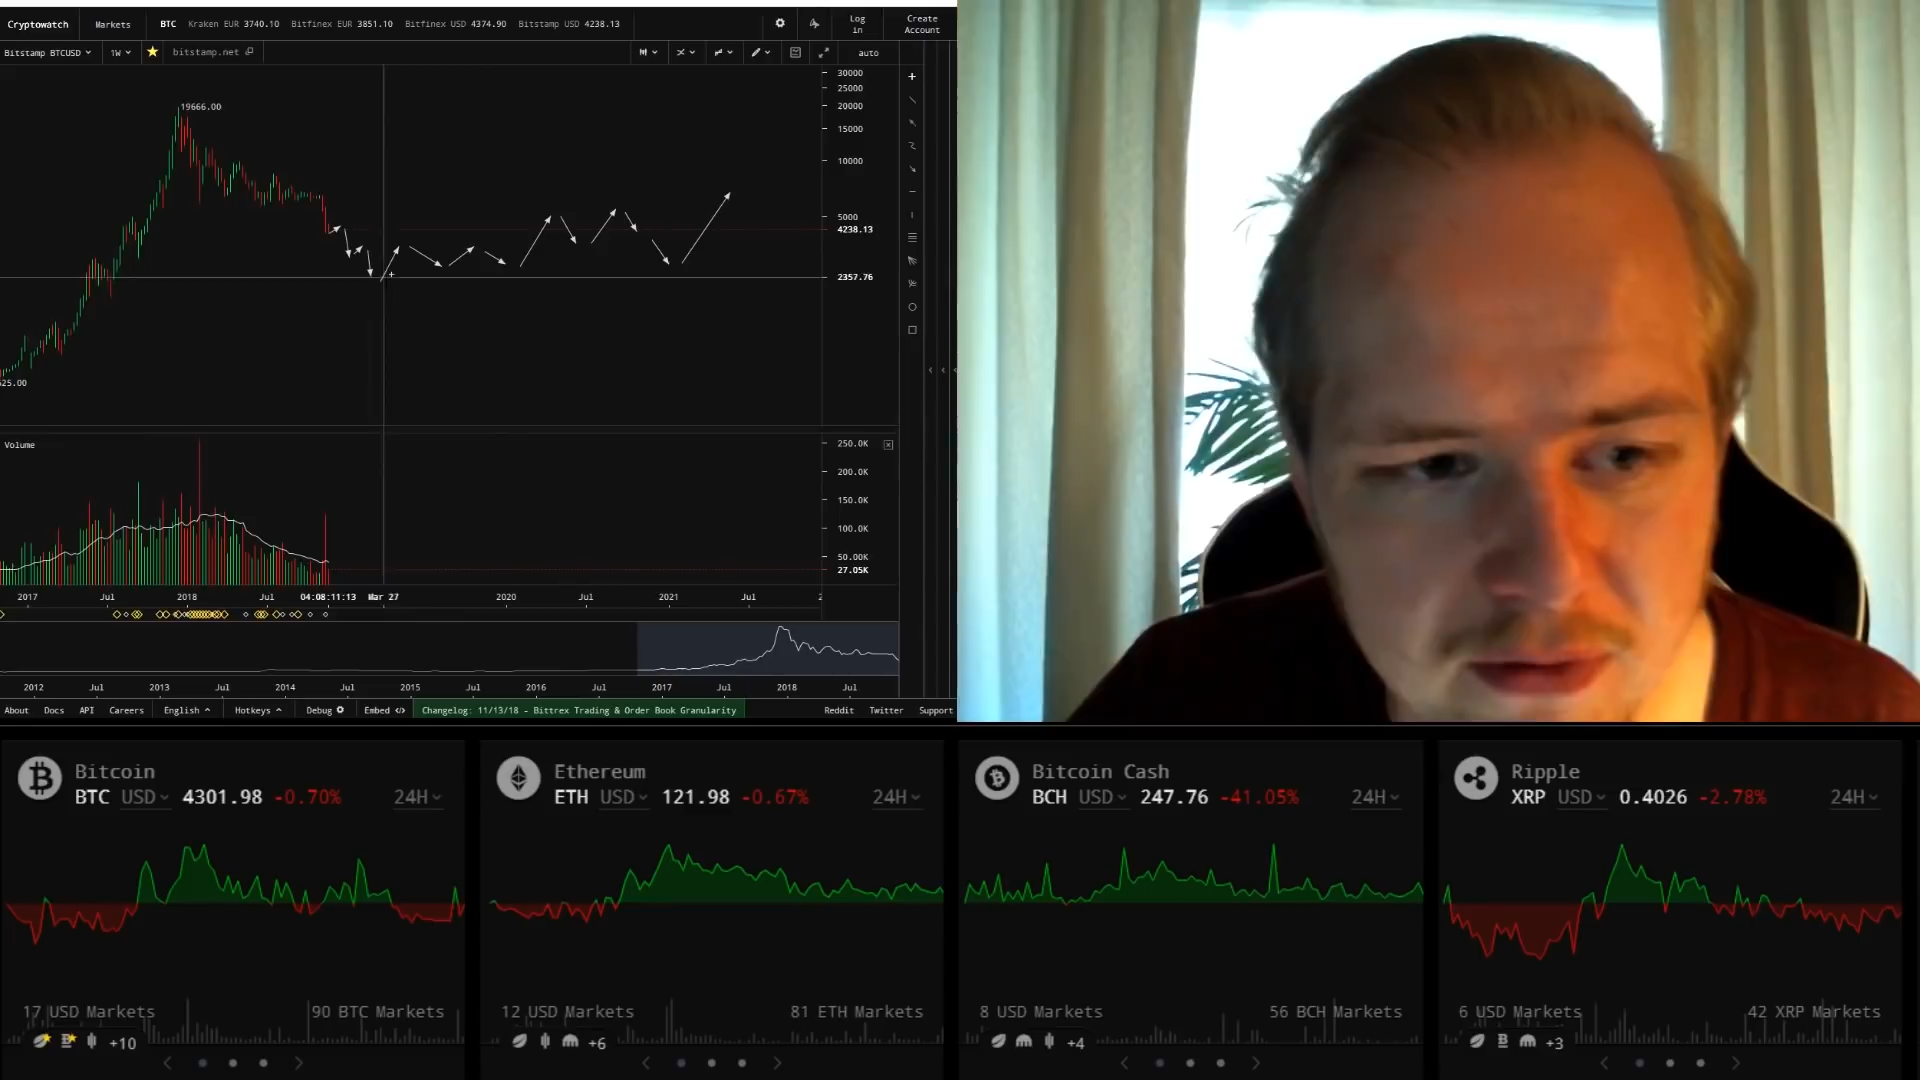 Cryptowatch Markets BTC Kraken EUR 3740.10 Bitfinex EUR 3851.10 Bitfinex USD 4374.90 Bitstamp USD 4238.13 Log in Create Account
Bitstamp BTCUSD 1W bitstamp.net auto
30000
25000
20000
19666.00
15000
10000
5000
4238.13
2357.76
25.00
Volume
250.0K
200.0K
150.0K
100.0K
50.00K
27.05K
2017 Jul 2018 Jul 04:08:11:13 Mar 27 2020 Jul 2021 Jul 2
2012 Jul 2013 Jul 2014 Jul 2015 Jul 2016 Jul 2017 Jul 2018 Jul
About Docs API Careers English Hotkeys Debug Embed </> Changelog: 11/13/18 - Bittrex Trading & Order Book Granularity Reddit Twitter Support
Bitcoin
BTC USD 4301.98 -0.70% 24H
17 USD Markets 90 BTC Markets
+10
Ethereum
ETH USD 121.98 -0.67% 24H
12 USD Markets 81 ETH Markets
+6
Bitcoin Cash
BCH USD 247.76 -41.05% 24H
8 USD Markets 56 BCH Markets
+4
Ripple
XRP USD 0.4026 -2.78% 24H
6 USD Markets 42 XRP Markets
+3